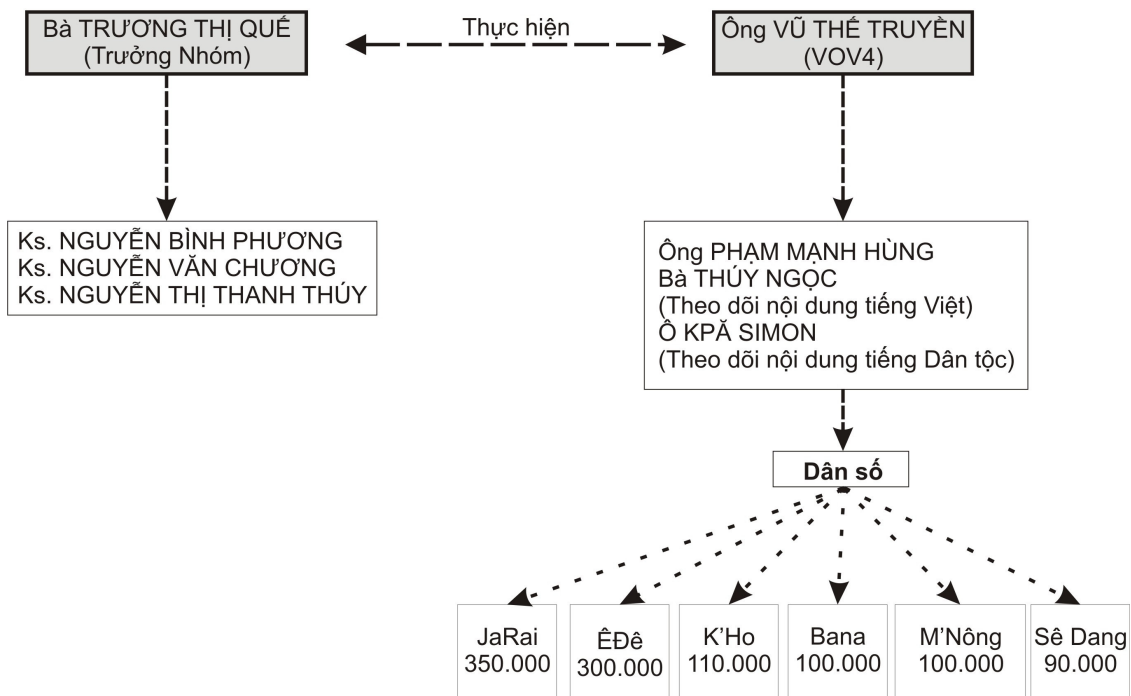 Bà TRƯƠNG THỊ QUẾ
(Trưởng Nhóm)
Thực hiện
Ông VŨ THẾ TRUYỀN
(VOV4)
Ks. NGUYỄN BÌNH PHƯƠNG
Ks. NGUYỄN VĂN CHƯƠNG
Ks. NGUYỄN THỊ THANH THÚY
Ông PHẠM MẠNH HÙNG
Bà THÚY NGỌC
(Theo dõi nội dung tiếng Việt)
Ô KPĂ SIMON
(Theo dõi nội dung tiếng Dân tộc)
Dân số
JaRai
350.000
ÊĐê
300.000
K’Ho
110.000
Bana
100.000
M’Nông
100.000
Sê Dang
90.000